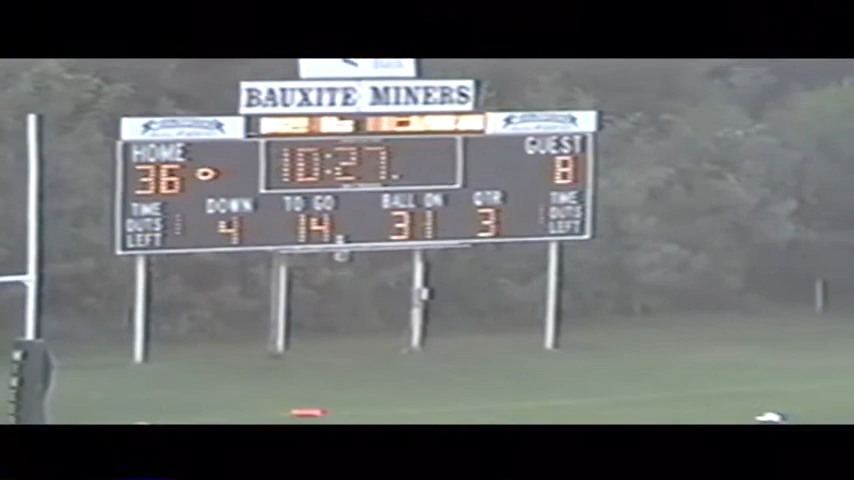 BAUXITE MINERS
HOME 10:27 GUEST
36 8
TIME OUTS LEFT DOWN TO GO BALL ON QTR TIME OUTS LEFT
4 14 31 3